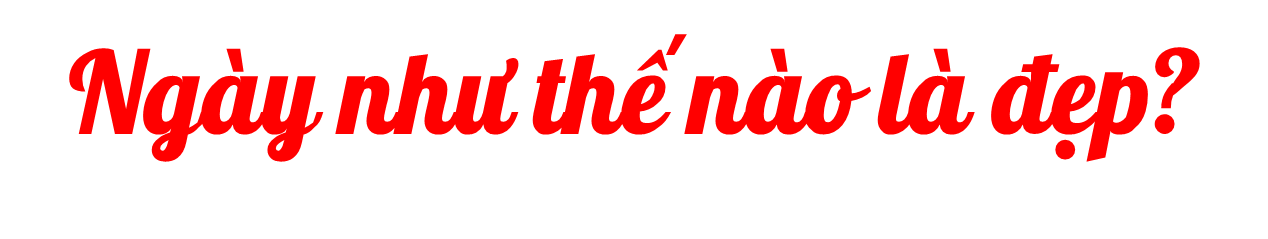 Ngày như thế nào là đẹp?